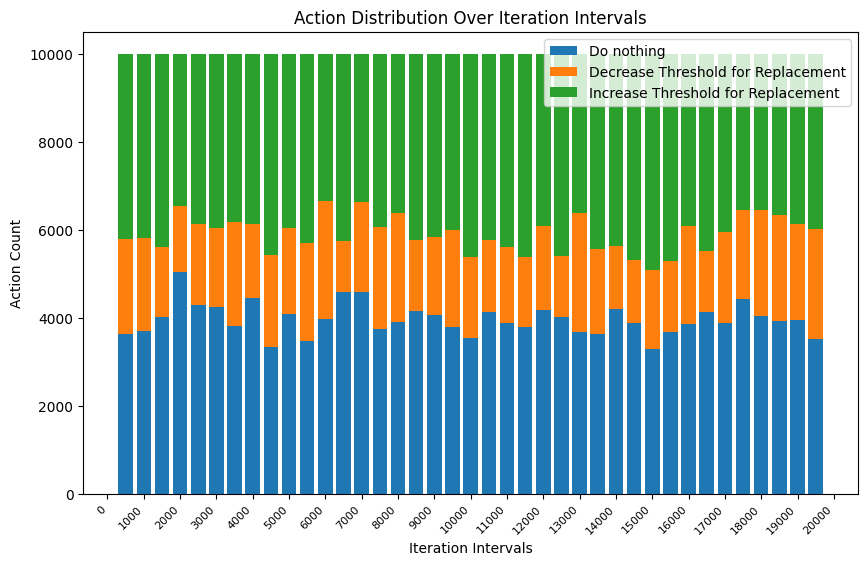 Action Distribution Over Iteration Intervals
Do nothing
Decrease Threshold for Replacement
Increase Threshold for Replacement
Action Count
10000
8000
6000
4000
2000
0
0 1000 2000 3000 4000 5000 6000 7000 8000 9000 10000 11000 12000 13000 14000 15000 16000 17000 18000 19000 20000
Iteration Intervals